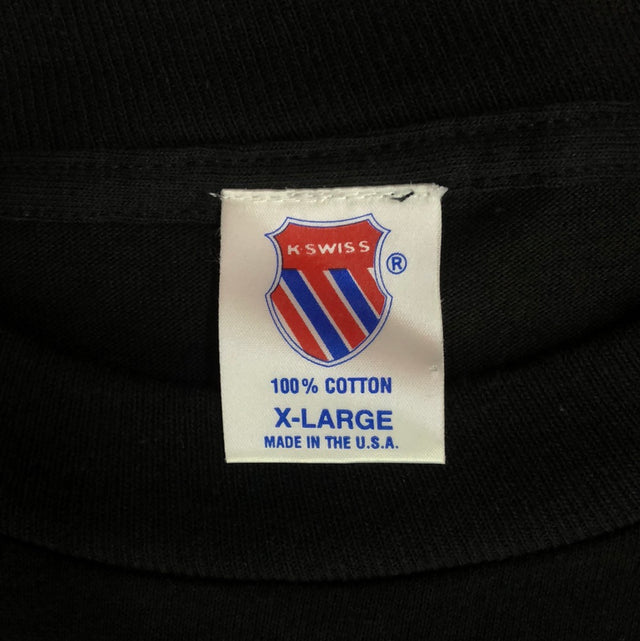 K·SWISS
®
100% COTTON
X-LARGE
MADE IN THE U.S.A.